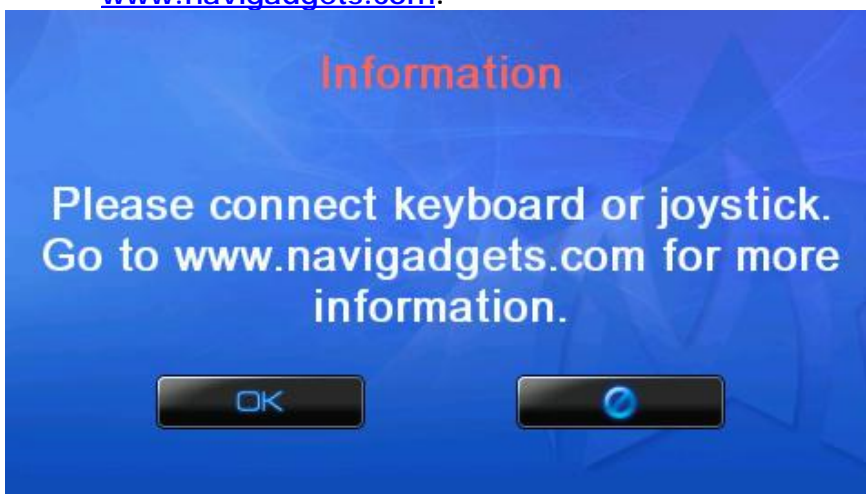 www.navigadgets.com.
Information
Please connect keyboard or joystick.
Go to www.navigadgets.com for more
information.
OK